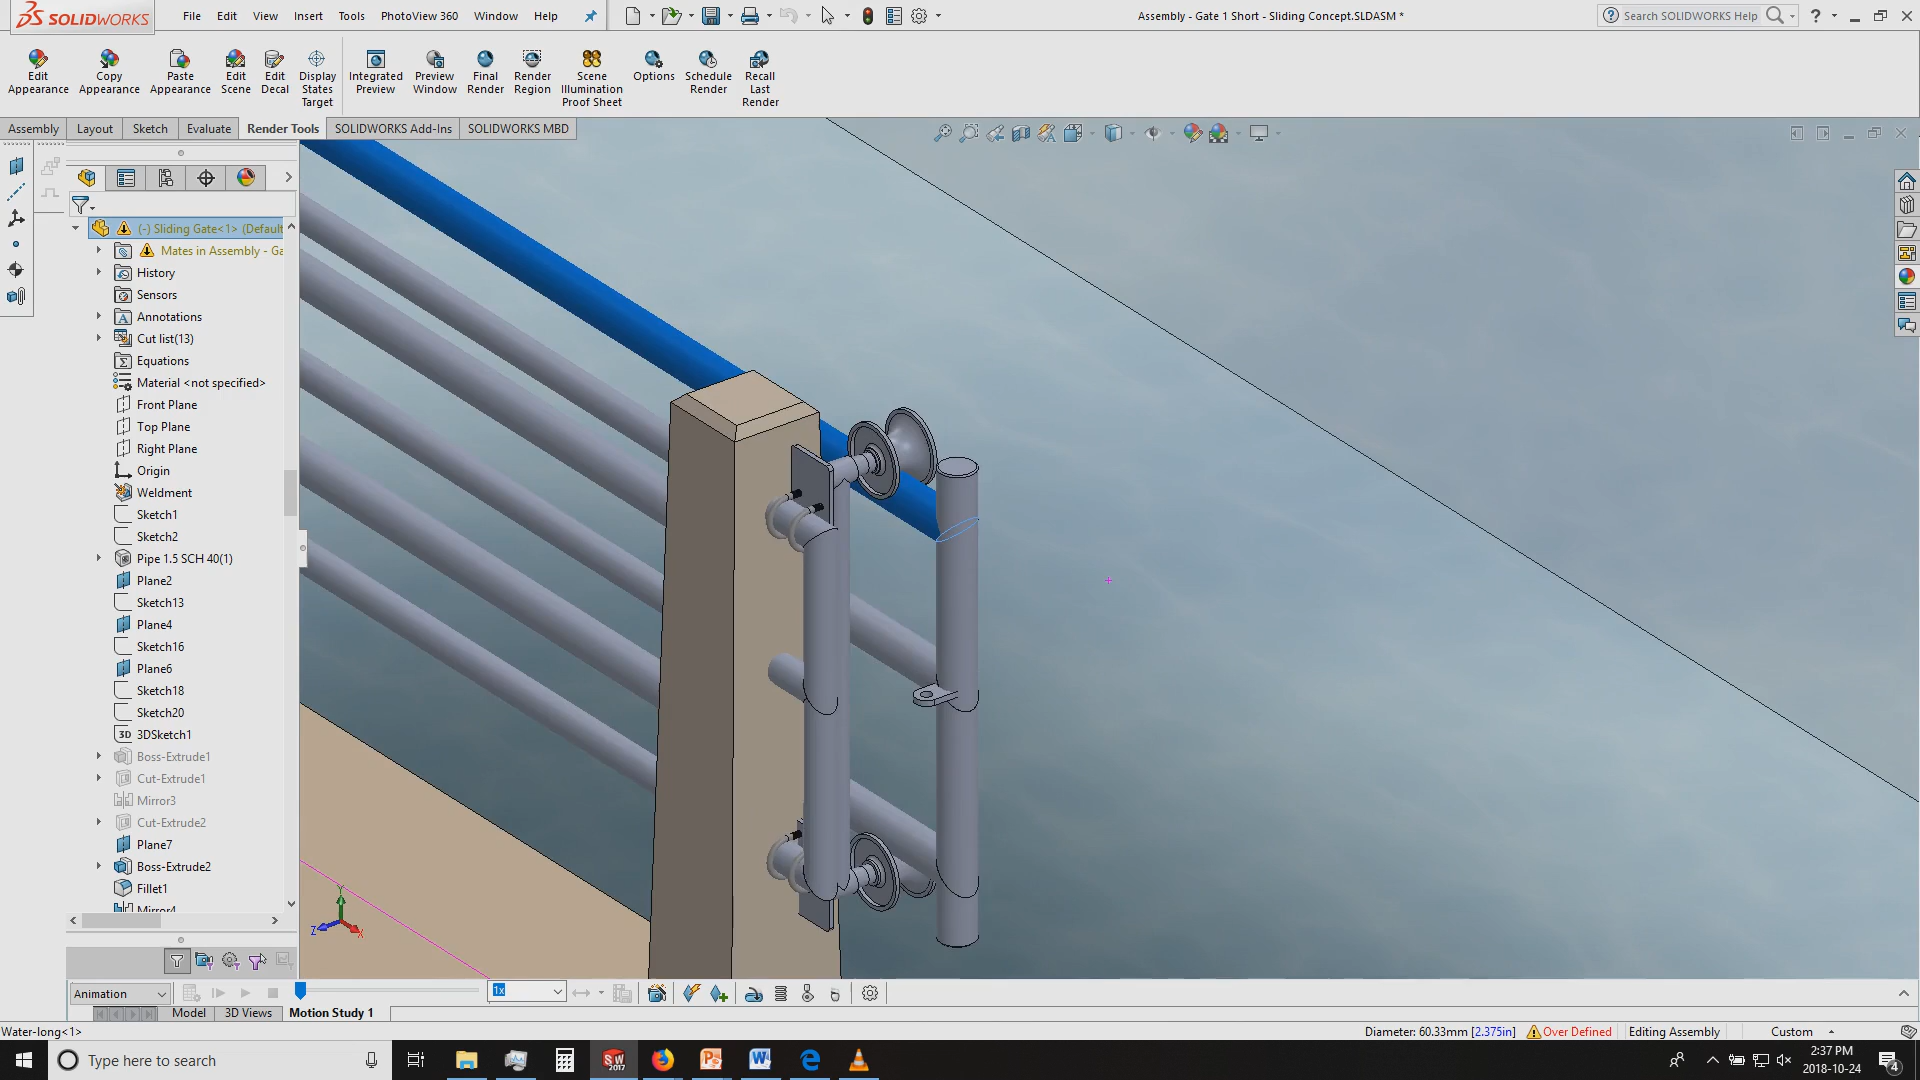 SOLIDWORKS
File Edit View Insert Tools PhotoView 360 Window Help
Assembly - Gate 1 Short - Sliding Concept.SLDASM *
Search SOLIDWORKS Help
Edit Appearance
Copy Appearance
Paste Appearance
Edit Scene
Edit Decal
Display States Target
Integrated Preview
Preview Window
Final Render
Render Region
Scene Illumination Proof Sheet
Options
Schedule Render
Recall Last Render
Assembly Layout Sketch Evaluate Render Tools SOLIDWORKS Add-Ins SOLIDWORKS MBD
(-) Sliding Gate<1> (Default
Mates in Assembly - Ga
History
Sensors
Annotations
Cut list(13)
Equations
Material <not specified>
Front Plane
Top Plane
Right Plane
Origin
Weldment
Sketch1
Sketch2
Pipe 1.5 SCH 40(1)
Plane2
Sketch13
Plane4
Sketch16
Plane6
Sketch18
Sketch20
3D 3DSketch1
Boss-Extrude1
Cut-Extrude1
Mirror3
Cut-Extrude2
Plane7
Boss-Extrude2
Fillet1
Mirror4
Y
Z X
Animation 1x
Model 3D Views Motion Study 1
Water-long<1> Diameter: 60.33mm [2.375in] Over Defined Editing Assembly Custom
Type here to search
SW 2017
2:37 PM
2018-10-24
4